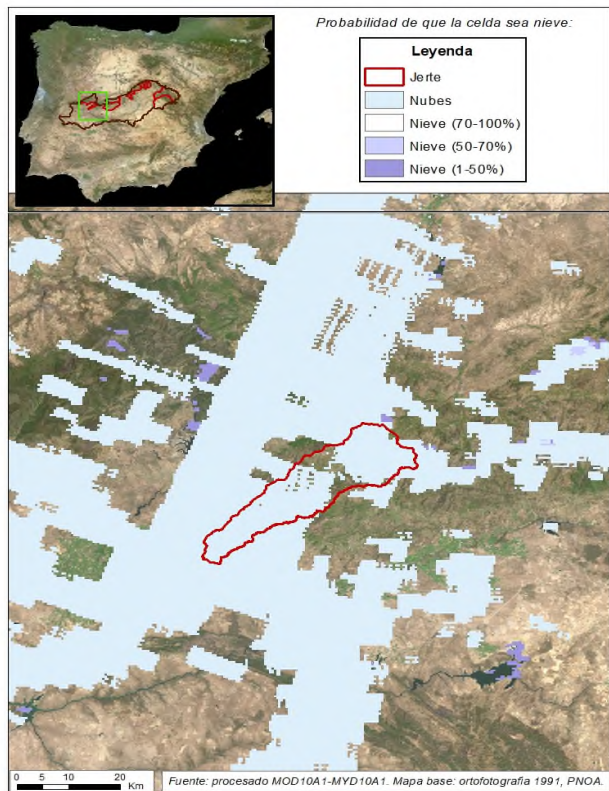 Probabilidad de que la celda sea nieve:
Leyenda
Jerte
Nubes
Nieve (70-100%)
Nieve (50-70%)
Nieve (1-50%)
0 5 10 20
Km
Fuente: procesado MOD10A1-MYD10A1. Mapa base: ortofotografia 1991, PNOA.